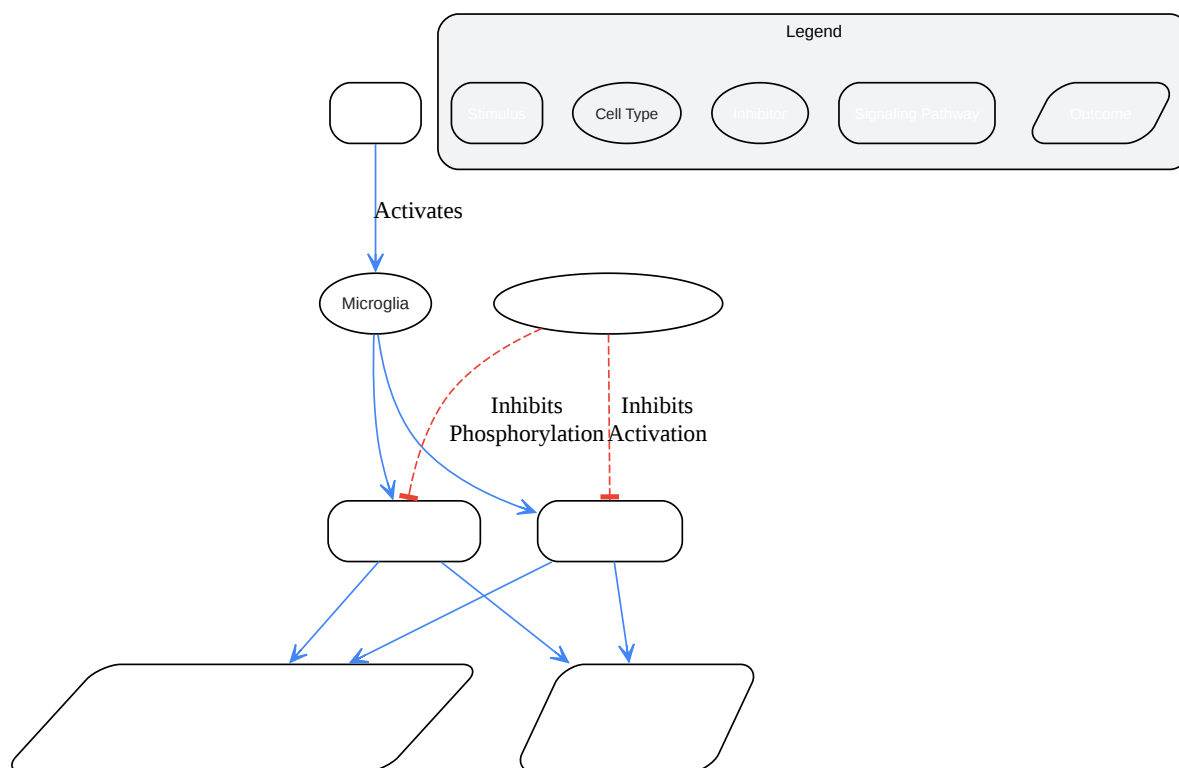 Legend
Stimulus
Cell Type
Inhibitor
Signaling Pathway
Outcome
Activates
Microglia
Inhibits
Phosphorylation
Inhibits
Activation